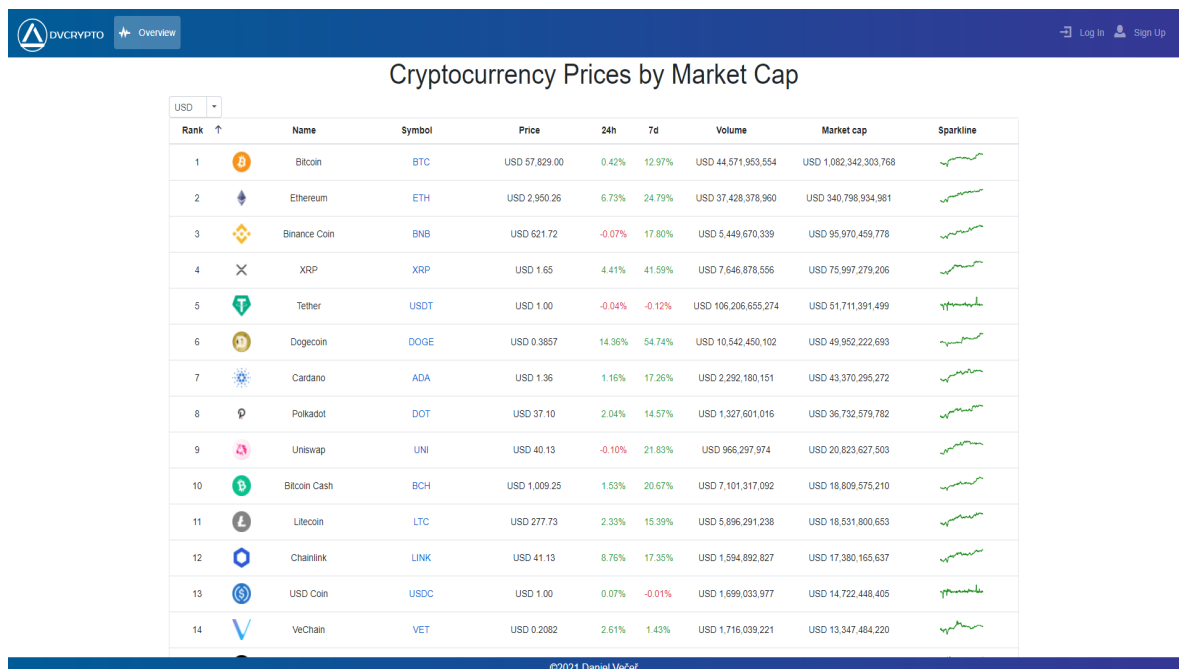 DVCRYPTO Overview Log In Sign Up
Cryptocurrency Prices by Market Cap
USD
Rank ↑ Name Symbol Price 24h 7d Volume Market cap Sparkline
1 Bitcoin BTC USD 57,829.00 0.42% 12.97% USD 44,571,953,554 USD 1,082,342,303,768
2 Ethereum ETH USD 2,950.26 6.73% 24.79% USD 37,428,378,960 USD 340,798,934,981
3 Binance Coin BNB USD 621.72 -0.07% 17.80% USD 5,449,670,339 USD 95,970,459,778
4 XRP XRP USD 1.65 4.41% 41.59% USD 7,646,878,556 USD 75,997,279,206
5 Tether USDT USD 1.00 -0.04% -0.12% USD 106,206,655,274 USD 51,711,391,499
6 Dogecoin DOGE USD 0.3857 14.36% 54.74% USD 10,542,450,102 USD 49,952,222,693
7 Cardano ADA USD 1.36 1.16% 17.26% USD 2,292,180,151 USD 43,370,295,272
8 Polkadot DOT USD 37.10 2.04% 14.57% USD 1,327,601,016 USD 36,732,579,782
9 Uniswap UNI USD 40.13 -0.10% 21.83% USD 966,297,974 USD 20,823,627,503
10 Bitcoin Cash BCH USD 1,009.25 1.53% 20.67% USD 7,101,317,092 USD 18,809,575,210
11 Litecoin LTC USD 277.73 2.33% 15.39% USD 5,896,291,238 USD 18,531,800,653
12 Chainlink LINK USD 41.13 8.76% 17.35% USD 1,594,892,827 USD 17,380,165,637
13 USD Coin USDC USD 1.00 0.07% -0.01% USD 1,699,033,977 USD 14,722,448,405
14 VeChain VET USD 0.2082 2.61% 1.43% USD 1,716,039,221 USD 13,347,484,220
©2021 Daniel Večeř